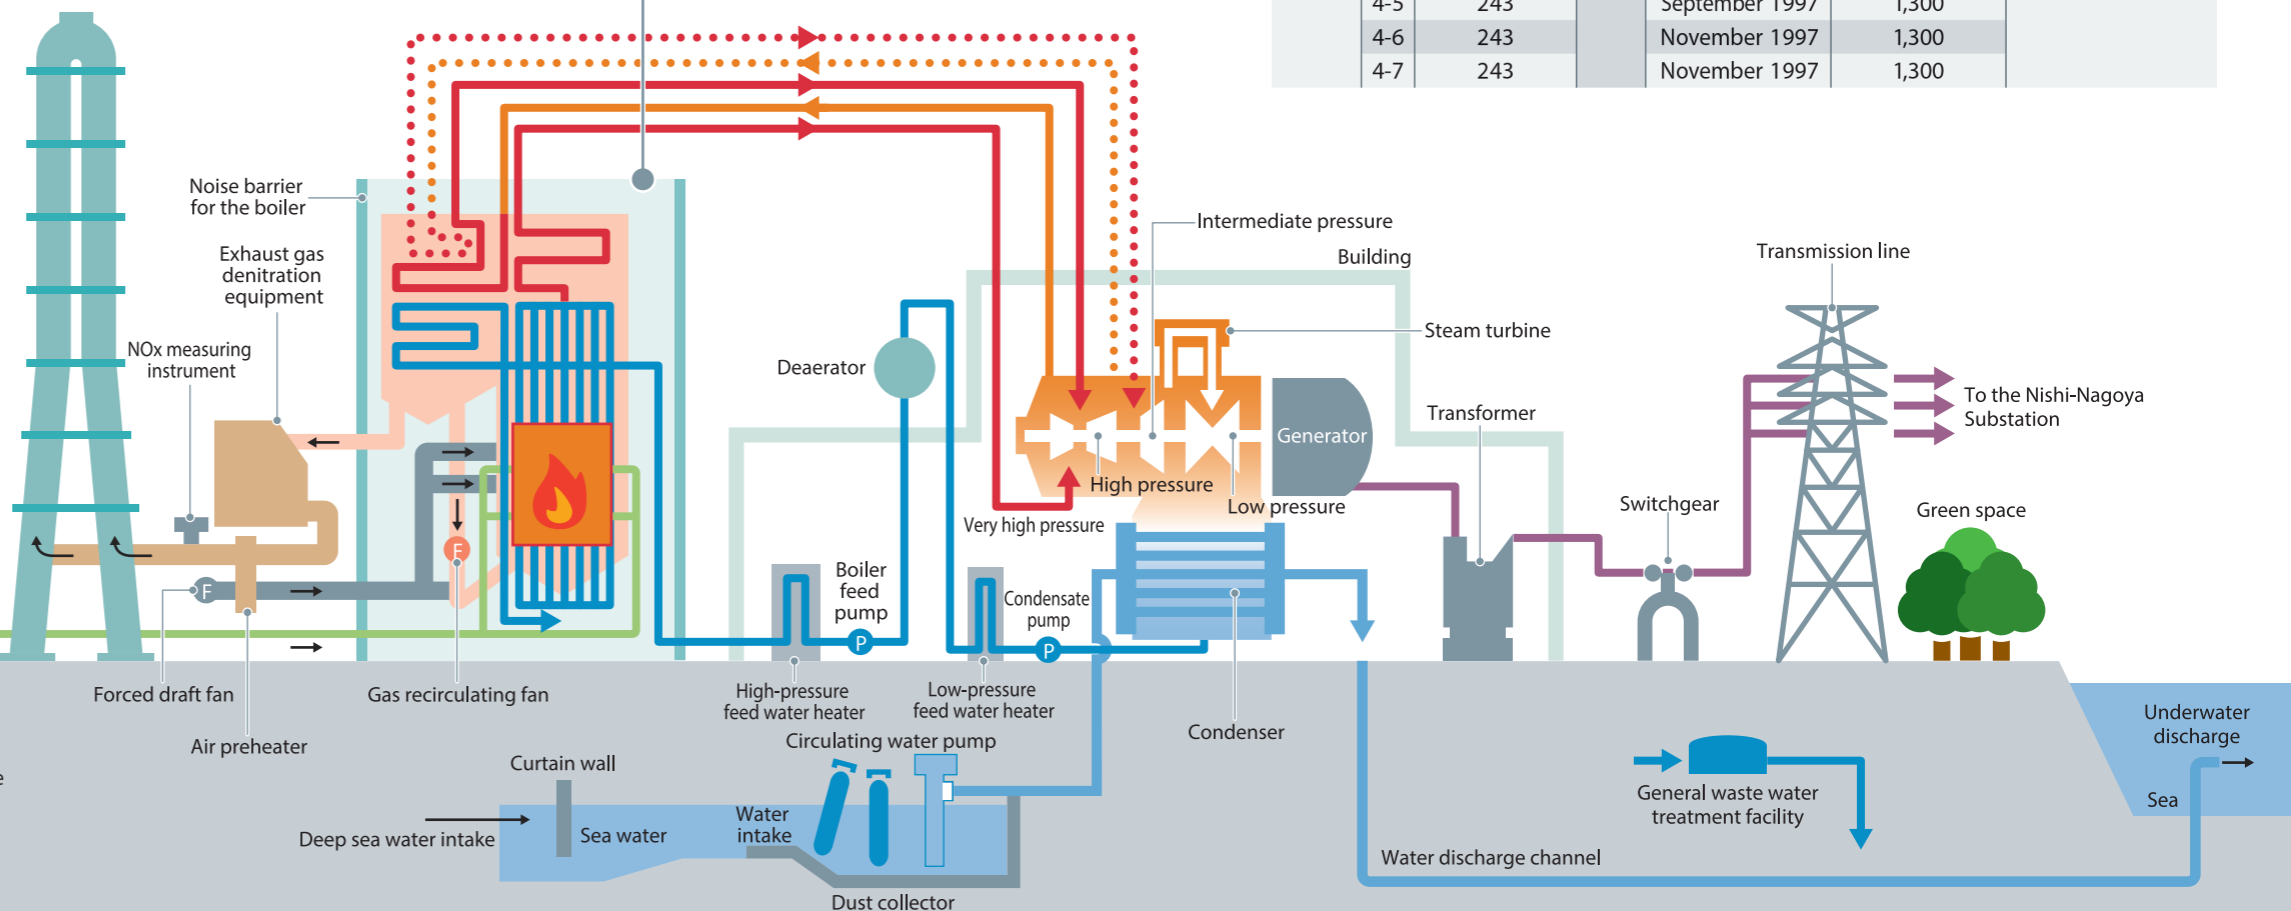 4-5 243 September 1997 1,300
4-6 243 November 1997 1,300
4-7 243 November 1997 1,300
Noise barrier
for the boiler
Exhaust gas
denitration
equipment
NOx measuring
instrument
Deaerator
Intermediate pressure
Building
Steam turbine
Transmission line
To the Nishi-Nagoya
Substation
Transformer
Generator
High pressure
Low pressure
Very high pressure
Switchgear
Green space
F
F
Boiler
feed
pump
P
Condensate
pump
P
Forced draft fan
Gas recirculating fan
High-pressure
feed water heater
Low-pressure
feed water heater
Air preheater
Condenser
Circulating water pump
Curtain wall
Deep sea water intake
Sea water
Water
intake
Dust collector
Water discharge channel
General waste water
treatment facility
Underwater
discharge
Sea